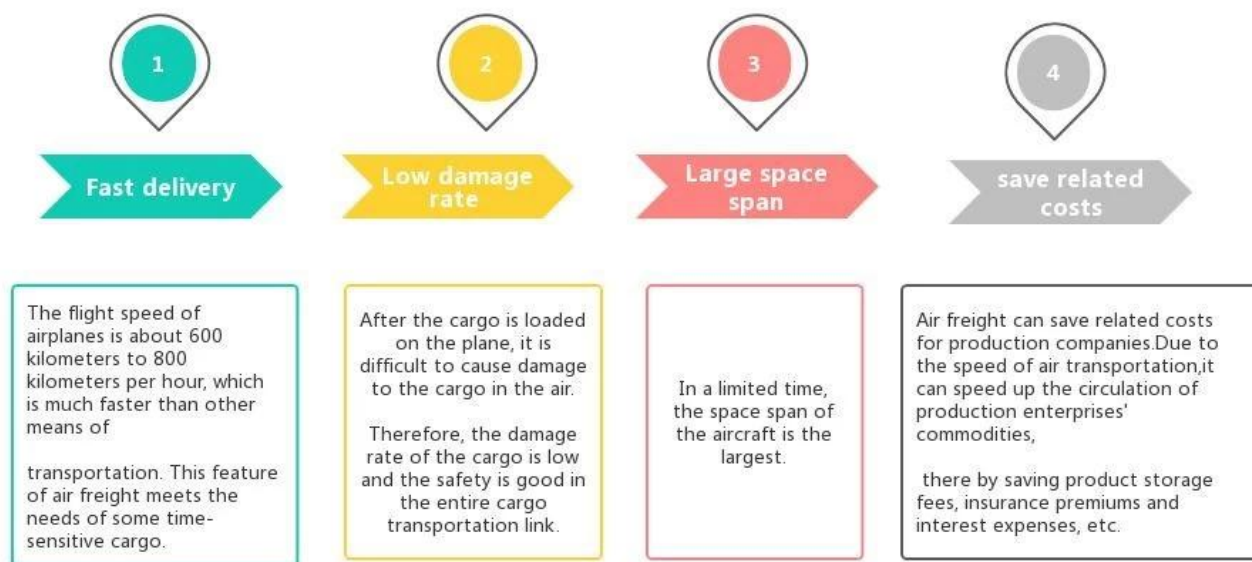 1
Fast delivery
The flight speed of
airplanes is about 600
kilometers to 800
kilometers per hour, which
is much faster than other
means of
transportation. This feature
of air freight meets the
needs of some time-
sensitive cargo.
2
Low damage
rate
After the cargo is loaded
on the plane, it is
difficult to cause damage
to the cargo in the air.
Therefore, the damage
rate of the cargo is low
and the safety is good in
the entire cargo
transportation link.
3
Large space
span
In a limited time,
the space span of
the aircraft is the
largest.
4
save related
costs
Air freight can save related costs
for production companies.Due to
the speed of air transportation,it
can speed up the circulation of
production enterprises'
commodities,
there by saving product storage
fees, insurance premiums and
interest expenses, etc.